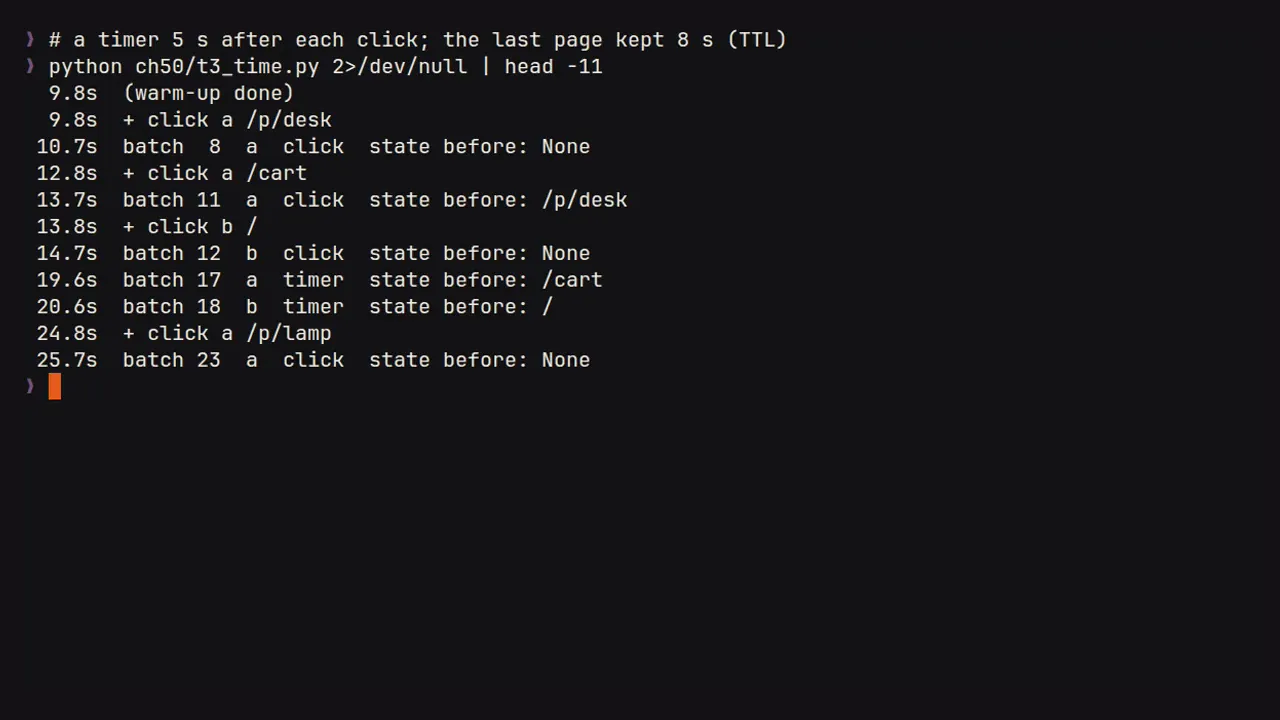 ❯ # a timer 5 s after each click; the last page kept 8 s (TTL)
❯ python ch50/t3_time.py 2>/dev/null | head -11
  9.8s  (warm-up done)
  9.8s  + click a /p/desk
 10.7s  batch  8  a  click  state before: None
 12.8s  + click a /cart
 13.7s  batch 11  a  click  state before: /p/desk
 13.8s  + click b /
 14.7s  batch 12  b  click  state before: None
 19.6s  batch 17  a  timer  state before: /cart
 20.6s  batch 18  b  timer  state before: /
 24.8s  + click a /p/lamp
 25.7s  batch 23  a  click  state before: None
❯